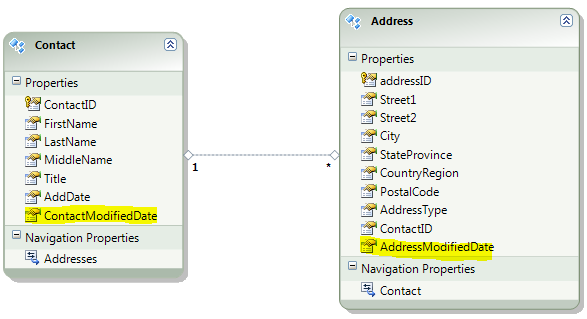 Contact
Properties
ContactID
FirstName
LastName
MiddleName
Title
AddDate
ContactModifiedDate
Navigation Properties
Addresses
1
*
Address
Properties
addressID
Street1
Street2
City
StateProvince
CountryRegion
PostalCode
AddressType
ContactID
AddressModifiedDate
Navigation Properties
Contact